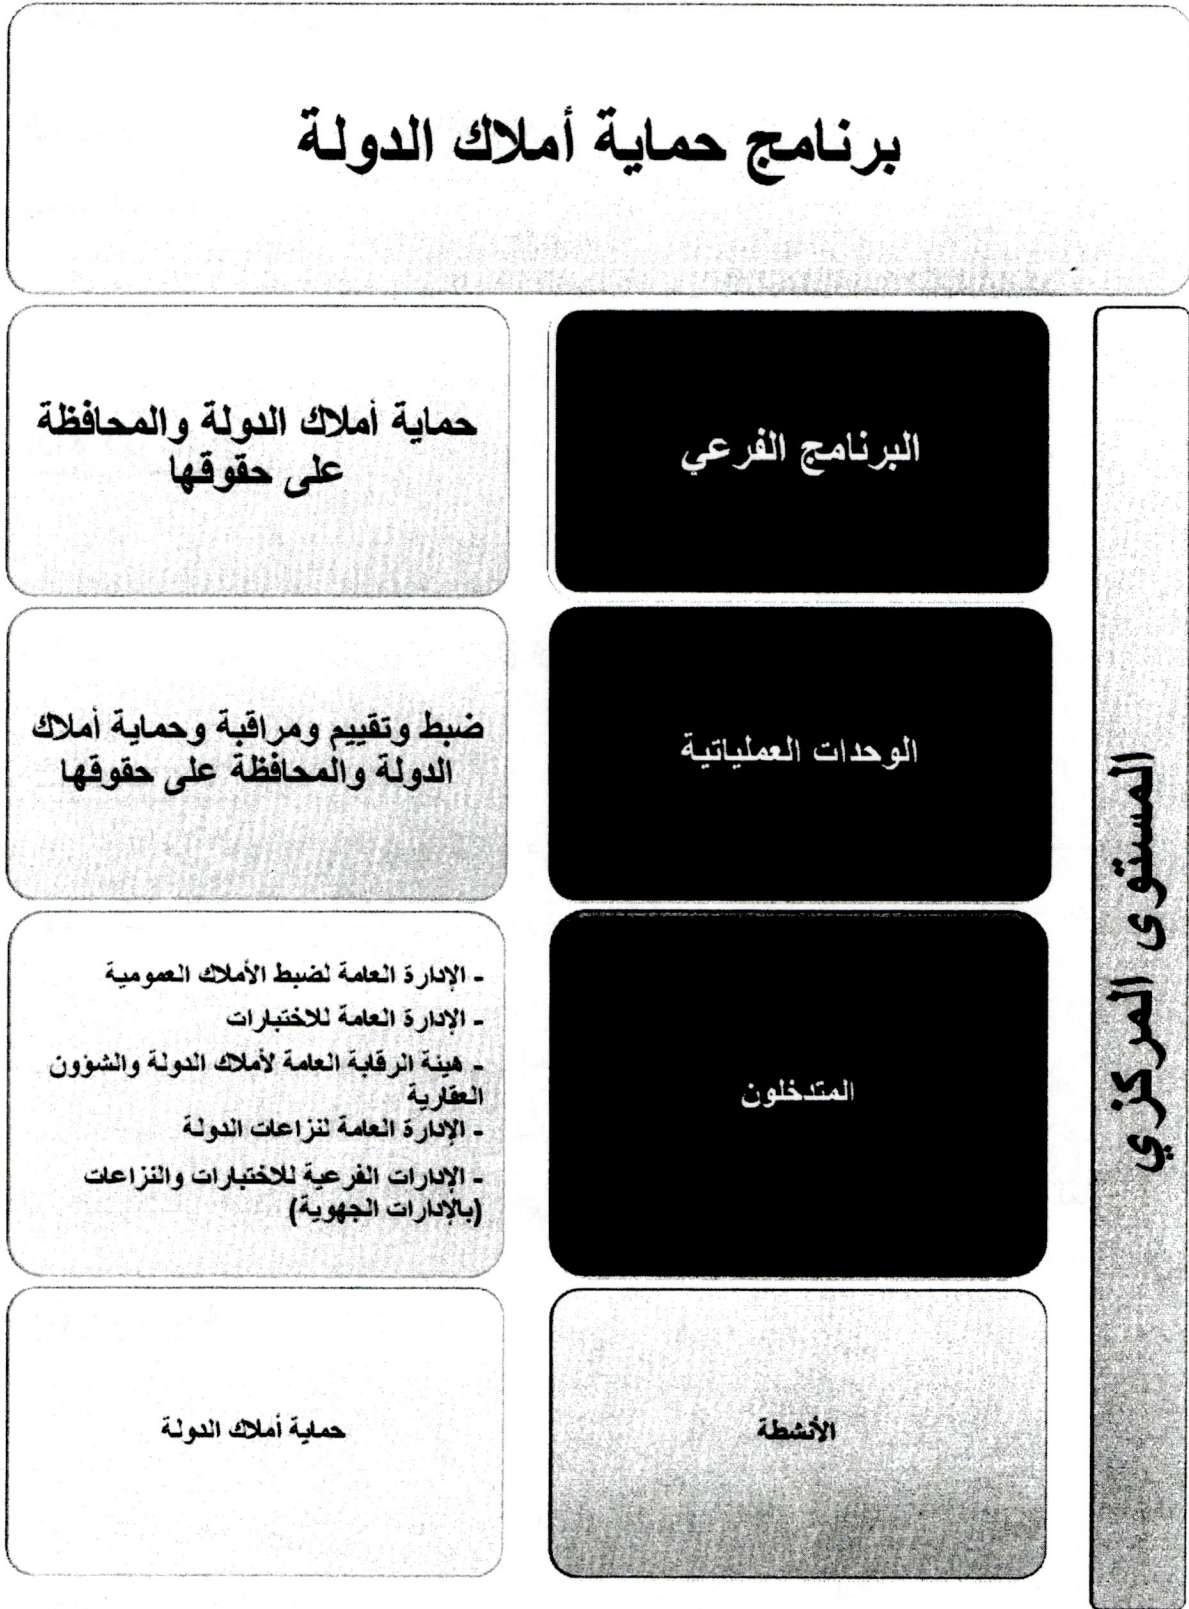 برنامج حماية أملاك الدولة
المستوى المركزي
البرنامج الفرعي
حماية أملاك الدولة والمحافظة
على حقوقها
الوحدات العملياتية
ضبط وتقييم ومراقبة وحماية أملاك
الدولة والمحافظة على حقوقها
المتدخلون
- الإدارة العامة لضبط الأملاك العمومية
- الإدارة العامة للاختبارات
- هيئة الرقابة العامة لأملاك الدولة والشؤون
العقارية
- الإدارة العامة لنزاعات الدولة
- الإدارات الفرعية للاختبارات والنزاعات
(بالإدارات الجهوية)
الأنشطة
حماية أملاك الدولة